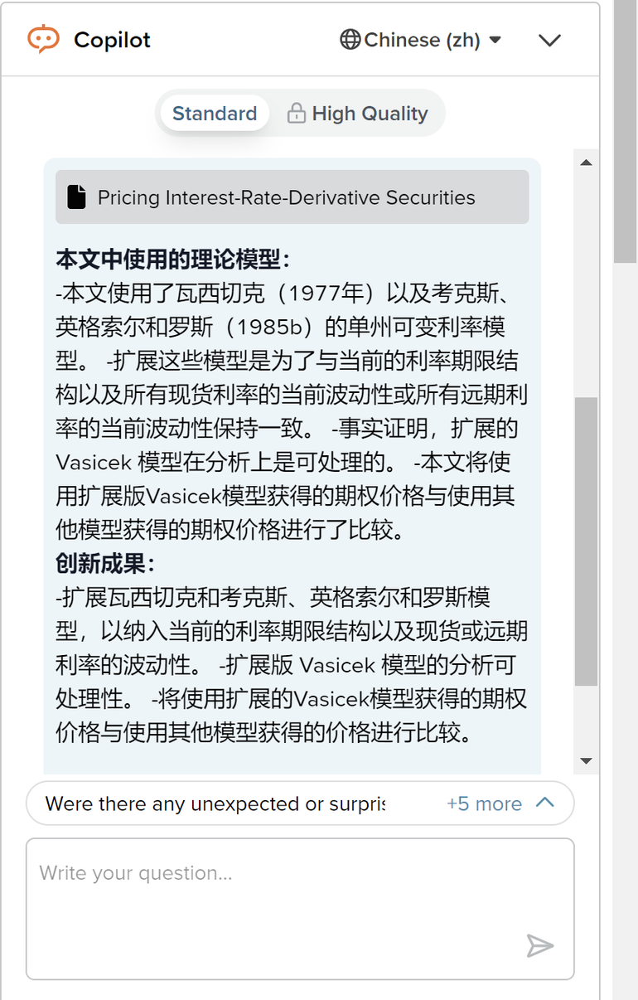 Copilot
Chinese (zh)
Standard
High Quality
Pricing Interest-Rate-Derivative Securities
本文中使用的理论模型：
-本文使用了瓦西切克（1977年）以及考克斯、
英格索尔和罗斯（1985b）的单州可变利率模
型。 -扩展这些模型是为了与当前的利率期限结
构以及所有现货利率的当前波动性或所有远期利
率的当前波动性保持一致。 -事实证明，扩展的
Vasicek 模型在分析上是可处理的。 -本文将使
用扩展版Vasicek模型获得的期权价格与使用其
他模型获得的期权价格进行了比较。
创新成果：
-扩展瓦西切克和考克斯、英格索尔和罗斯模
型，以纳入当前的利率期限结构以及现货或远期
利率的波动性。 -扩展版 Vasicek 模型的分析可
处理性。 -将使用扩展的Vasicek模型获得的期权
价格与使用其他模型获得的价格进行比较。
Were there any unexpected or surpris
+5 more
Write your question...